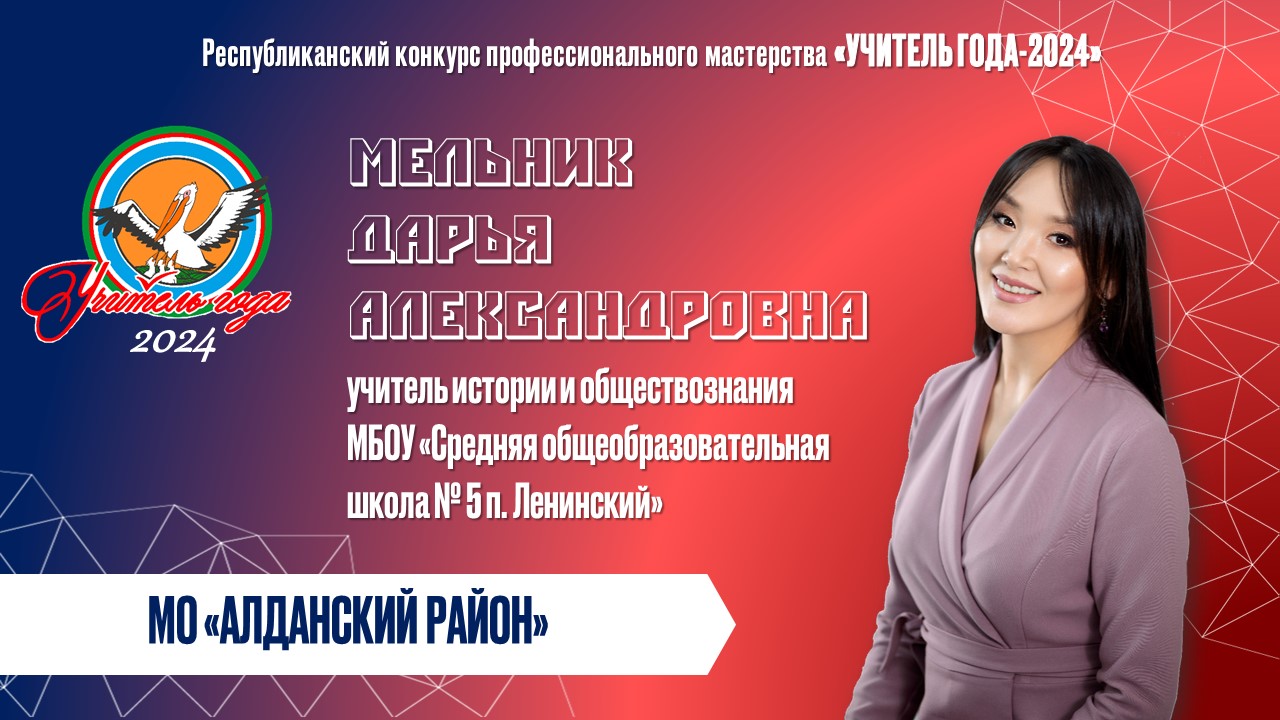 Республиканский конкурс профессионального мастерства «УЧИТЕЛЬ ГОДА-2024»
Учитель года
2024
МЕЛЬНИК
ДАРЬЯ
АЛЕКСАНДРОВНА
учитель истории и обществознания
МБОУ «Средняя общеобразовательная
школа № 5 п. Ленинский»
МО «АЛДАНСКИЙ РАЙОН»